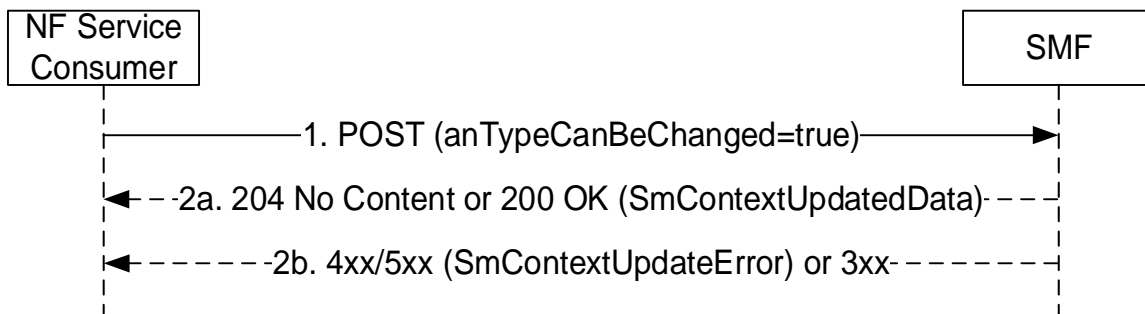 NF Service
Consumer
SMF
1. POST (anTypeCanBeChanged=true)
2a. 204 No Content or 200 OK (SmContextUpdatedData)
2b. 4xx/5xx (SmContextUpdateError) or 3xx